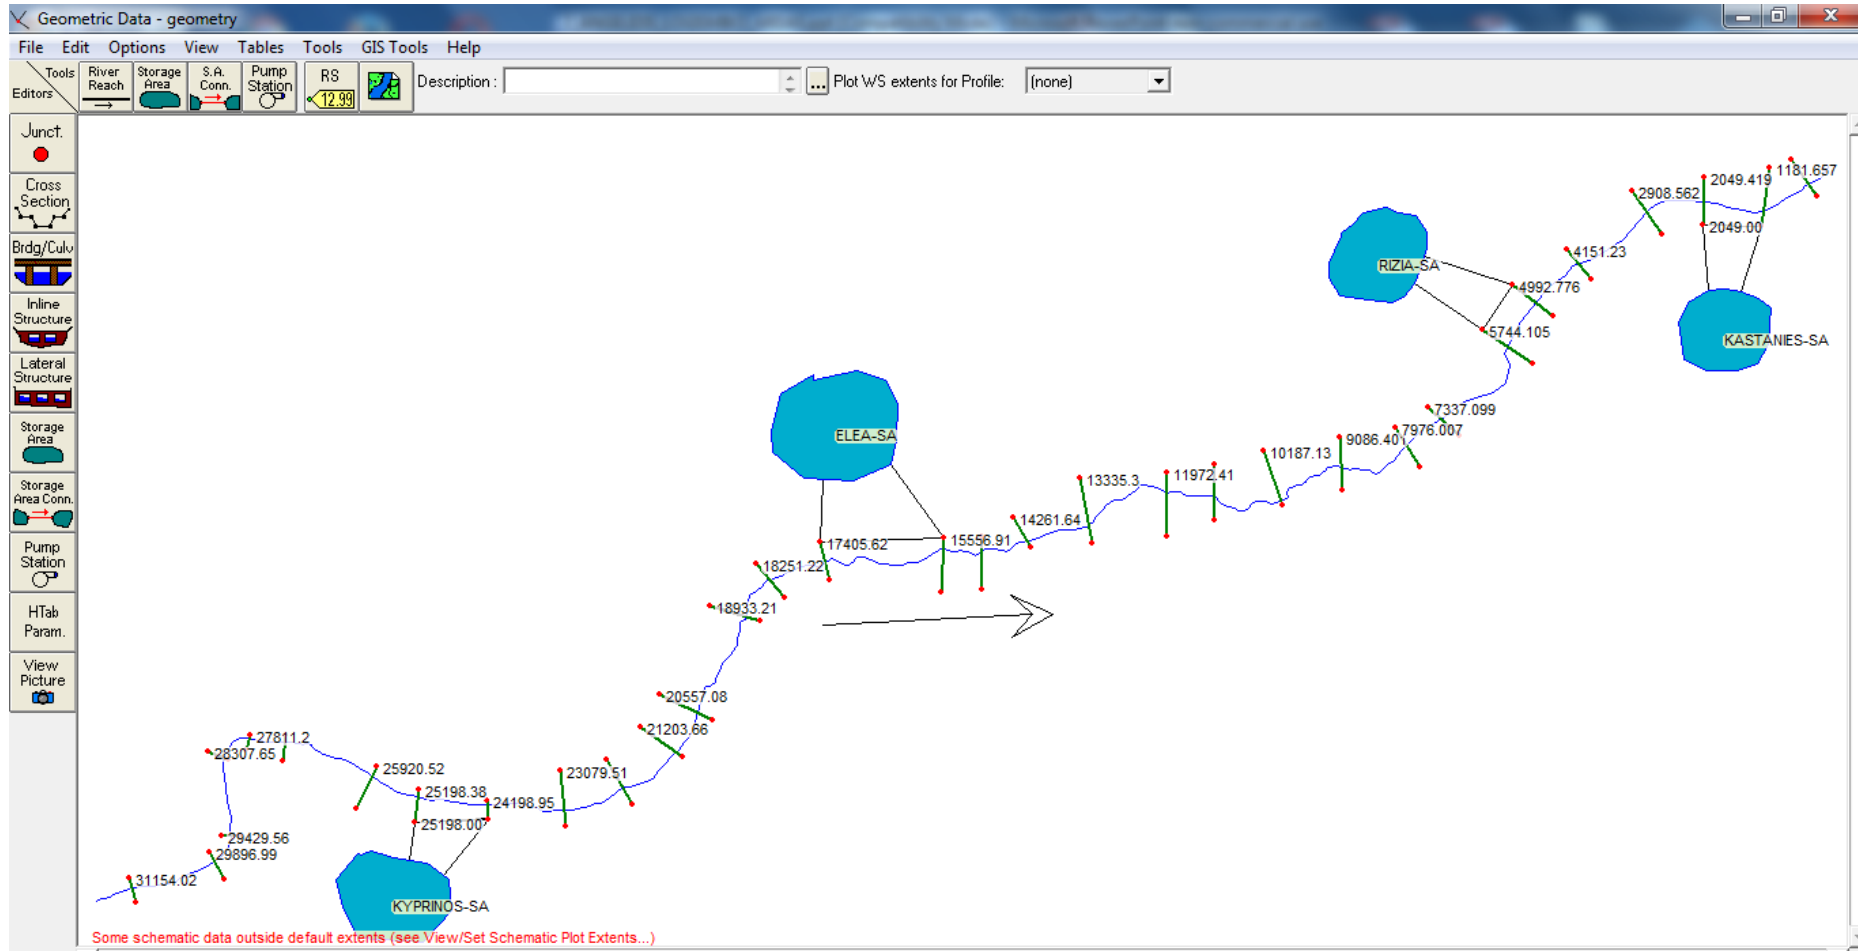 Geometric Data - geometry
File Edit Options View Tables Tools GIS Tools Help
Tools
Editors
River Reach
Storage Area
S.A. Conn.
Pump Station
RS
12.99
Description :
...
Plot WS extents for Profile:
(none)
Junct.
Cross Section
Brdg/Culv
Inline Structure
Lateral Structure
Storage Area
Storage Area Conn.
Pump Station
HTab Param.
View Picture
1181.657
2049.419
2908.562
2049.00
4151.23
RIZIA-SA
4992.776
5744.105
KASTANIES-SA
7337.099
7976.007
9086.401
10187.13
ELEA-SA
11972.41
13335.3
14261.64
15556.91
17405.62
18251.22
18933.21
20557.08
21203.66
27811.2
28307.65
25920.52
23079.51
25198.38
24198.95
25198.00
29429.56
29896.99
31154.02
KYPRINOS-SA
Some schematic data outside default extents (see View/Set Schematic Plot Extents...)